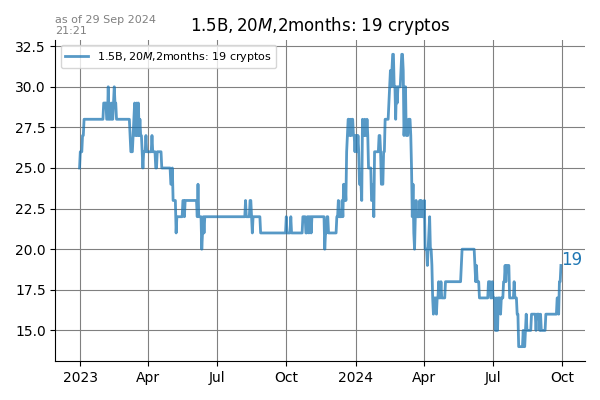 as of 29 Sep 2024
21:21
1.5B, 20M,2months: 19 cryptos
1.5B, 20M,2months: 19 cryptos
32.5
30.0
27.5
25.0
22.5
20.0
17.5
15.0
19
2023
Apr
Jul
Oct
2024
Apr
Jul
Oct